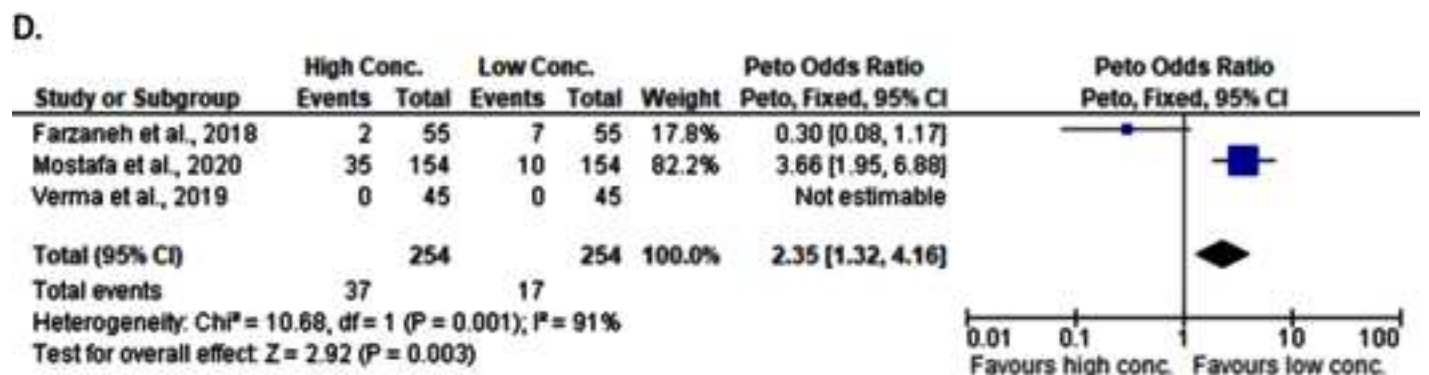 D.
High Conc. Low Conc. Peto Odds Ratio Peto Odds Ratio
Study or Subgroup Events Total Events Total Weight Peto, Fixed, 95% CI Peto, Fixed, 95% CI
Farzaneh et al., 2018 2 55 7 55 17.8% 0.30 [0.08, 1.17]
Mostafa et al., 2020 35 154 10 154 82.2% 3.66 [1.95, 6.88]
Verma et al., 2019 0 45 0 45 Not estimable
Total (95% CI) 254 254 100.0% 2.35 [1.32, 4.16]
Total events 37 17
Heterogeneity: Chi² = 10.68, df = 1 (P = 0.001); I² = 91%
Test for overall effect: Z = 2.92 (P = 0.003)
0.01 0.1 1 10 100
Favours high conc. Favours low conc.